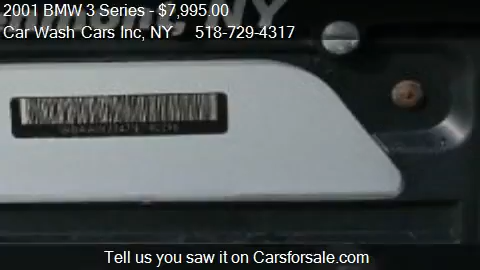 2001 BMW 3 Series - $7,995.00
Car Wash Cars Inc, NY 518-729-4317
NY
Tell us you saw it on Carsforsale.com